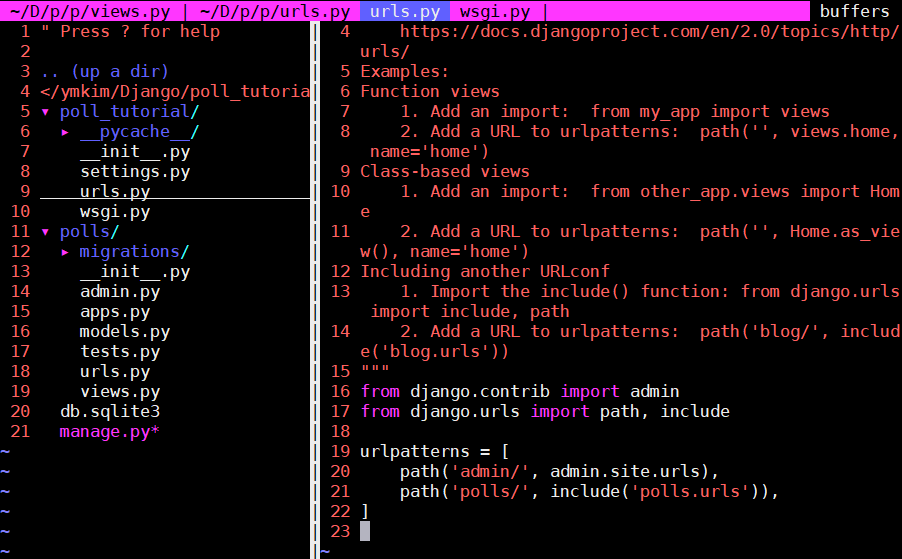 ~/D/p/p/views.py | ~/D/p/p/urls.py urls.py wsgi.py | buffers
1 " Press ? for help
2
3 .. (up a dir)
4 </ymkim/Django/poll_tutoria
5 ▾ poll_tutorial/
6 ▸ __pycache__/
7 __init__.py
8 settings.py
9 urls.py
10 wsgi.py
11 ▾ polls/
12 ▸ migrations/
13 __init__.py
14 admin.py
15 apps.py
16 models.py
17 tests.py
18 urls.py
19 views.py
20 db.sqlite3
21 manage.py*
~
~
~
~
~
~
4 https://docs.djangoproject.com/en/2.0/topics/http/
urls/
5 Examples:
6 Function views
7 1. Add an import:  from my_app import views
8 2. Add a URL to urlpatterns:  path('', views.home,
name='home')
9 Class-based views
10 1. Add an import:  from other_app.views import Hom
e
11 2. Add a URL to urlpatterns:  path('', Home.as_vie
w(), name='home')
12 Including another URLconf
13 1. Import the include() function: from django.urls
import include, path
14 2. Add a URL to urlpatterns:  path('blog/', includ
e('blog.urls'))
15 """
16 from django.contrib import admin
17 from django.urls import path, include
18
19 urlpatterns = [
20 path('admin/', admin.site.urls),
21 path('polls/', include('polls.urls')),
22 ]
23
~